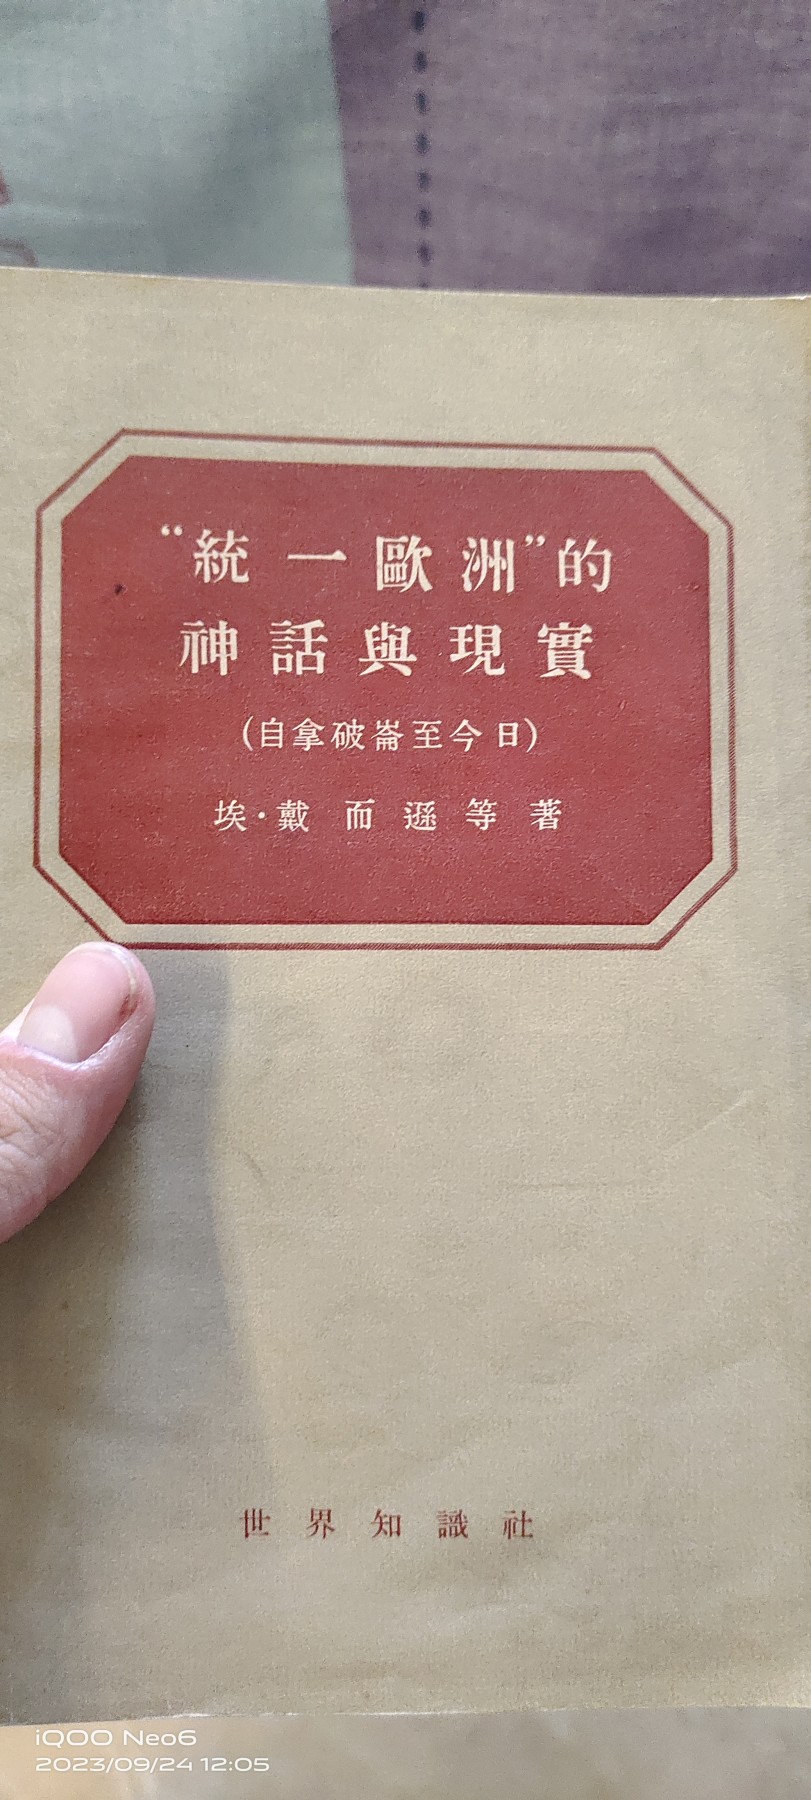 “統一歐洲”的
神話與現實
(自拿破崙至今日)
埃·戴而遜等著
世界知識社
iQOO Neo6
2023/09/24 12:05